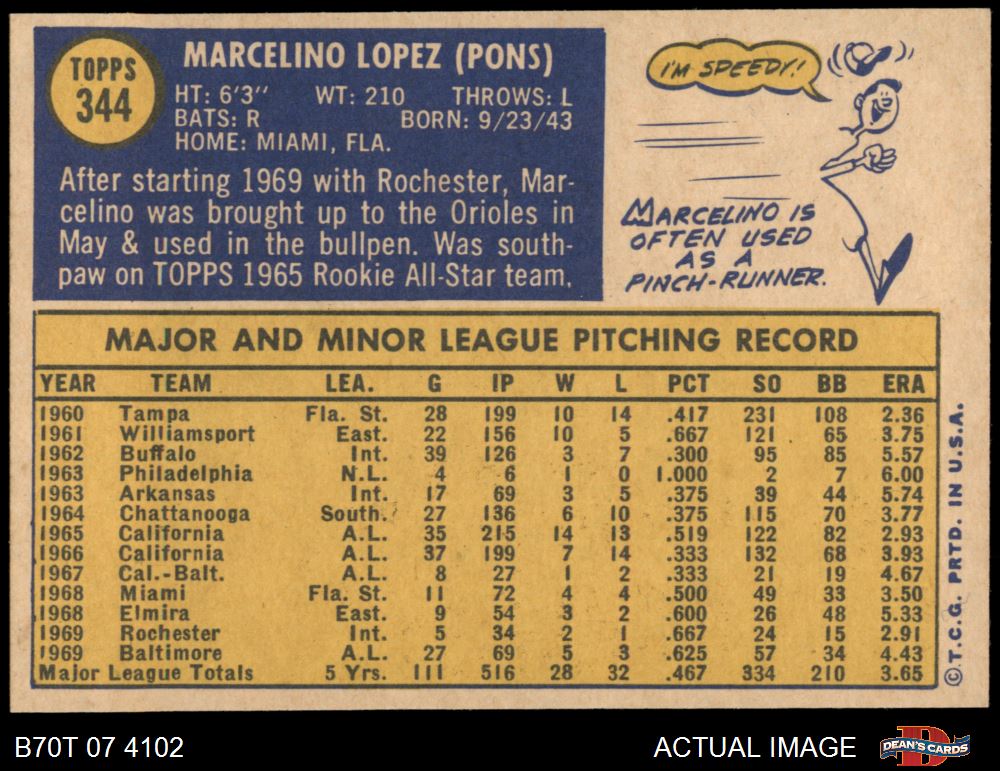 TOPPS
344
MARCELINO LOPEZ (PONS)
HT: 6'3" WT: 210 THROWS: L
BATS: R BORN: 9/23/43
HOME: MIAMI, FLA.
After starting 1969 with Rochester, Mar-
celino was brought up to the Orioles in
May & used in the bullpen. Was south-
paw on TOPPS 1965 Rookie All-Star team.
I'M SPEEDY!
MARCELINO IS
OFTEN USED
AS A
PINCH-RUNNER.
MAJOR AND MINOR LEAGUE PITCHING RECORD
YEAR TEAM LEA. G IP W L PCT SO BB ERA
1960 Tampa Fla. St. 28 199 10 14 .417 231 108 2.36
1961 Williamsport East. 22 156 10 5 .667 121 65 3.75
1962 Buffalo Int. 39 126 3 7 .300 95 85 5.57
1963 Philadelphia N.L. 4 6 1 0 1.000 2 7 6.00
1963 Arkansas Int. 17 69 3 5 .375 39 44 5.74
1964 Chattanooga South. 27 136 6 10 .375 115 70 3.77
1965 California A.L. 35 215 14 13 .519 122 82 2.93
1966 California A.L. 37 199 7 14 .333 132 68 3.93
1967 Cal.-Balt. A.L. 8 27 1 2 .333 21 19 4.67
1968 Miami Fla. St. 11 72 4 4 .500 49 33 3.50
1968 Elmira East. 9 54 3 2 .600 26 48 5.33
1969 Rochester Int. 5 34 2 1 .667 24 15 2.91
1969 Baltimore A.L. 27 69 5 3 .625 57 34 4.43
Major League Totals 5 Yrs. 111 516 28 32 .467 334 210 3.65
©T.C.G. PRTD. IN U.S.A.
B70T 07 4102
ACTUAL IMAGE
DEAN'S CARDS